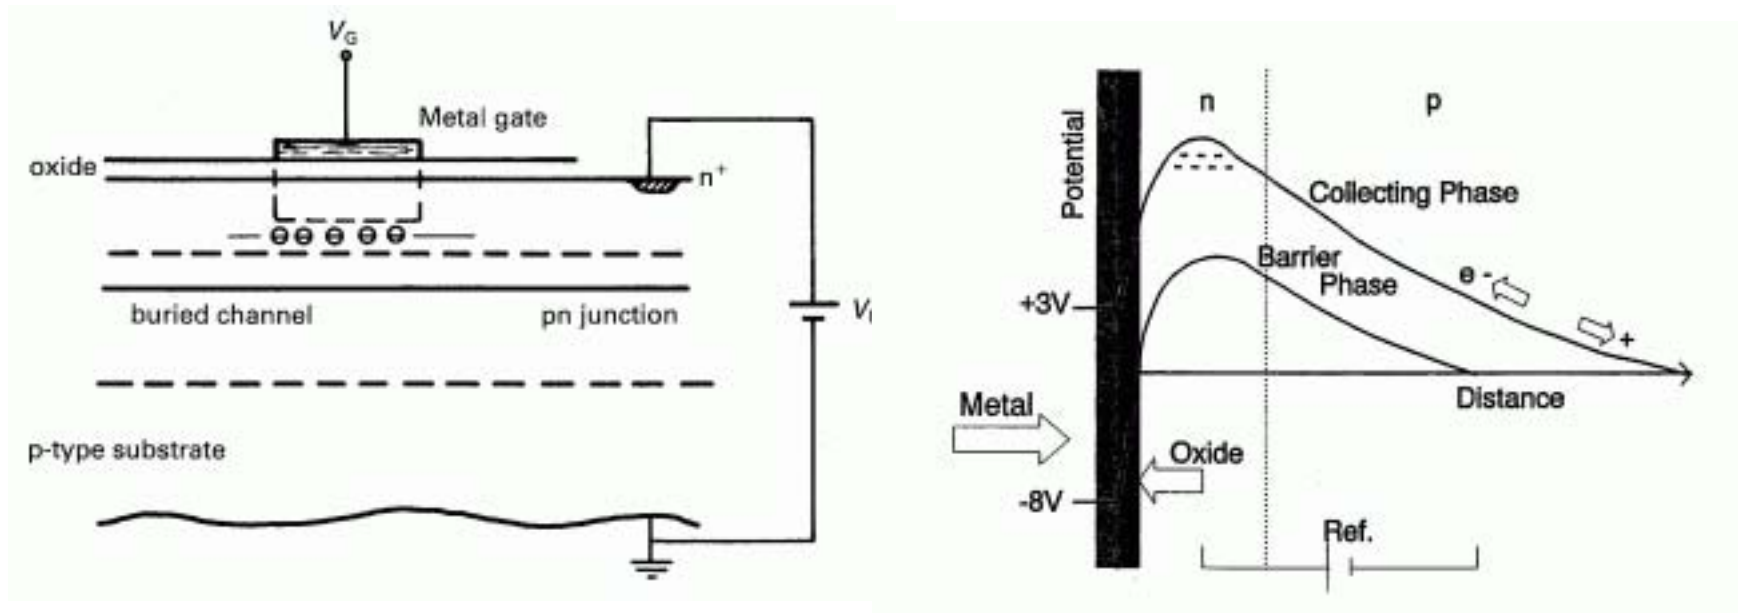 V_G
Metal gate
oxide
n⁺
buried channel
pn junction
p-type substrate
n
p
Potential
Collecting Phase
Barrier
Phase
e -
+
+3V
Distance
Metal
Oxide
-8V
Ref.